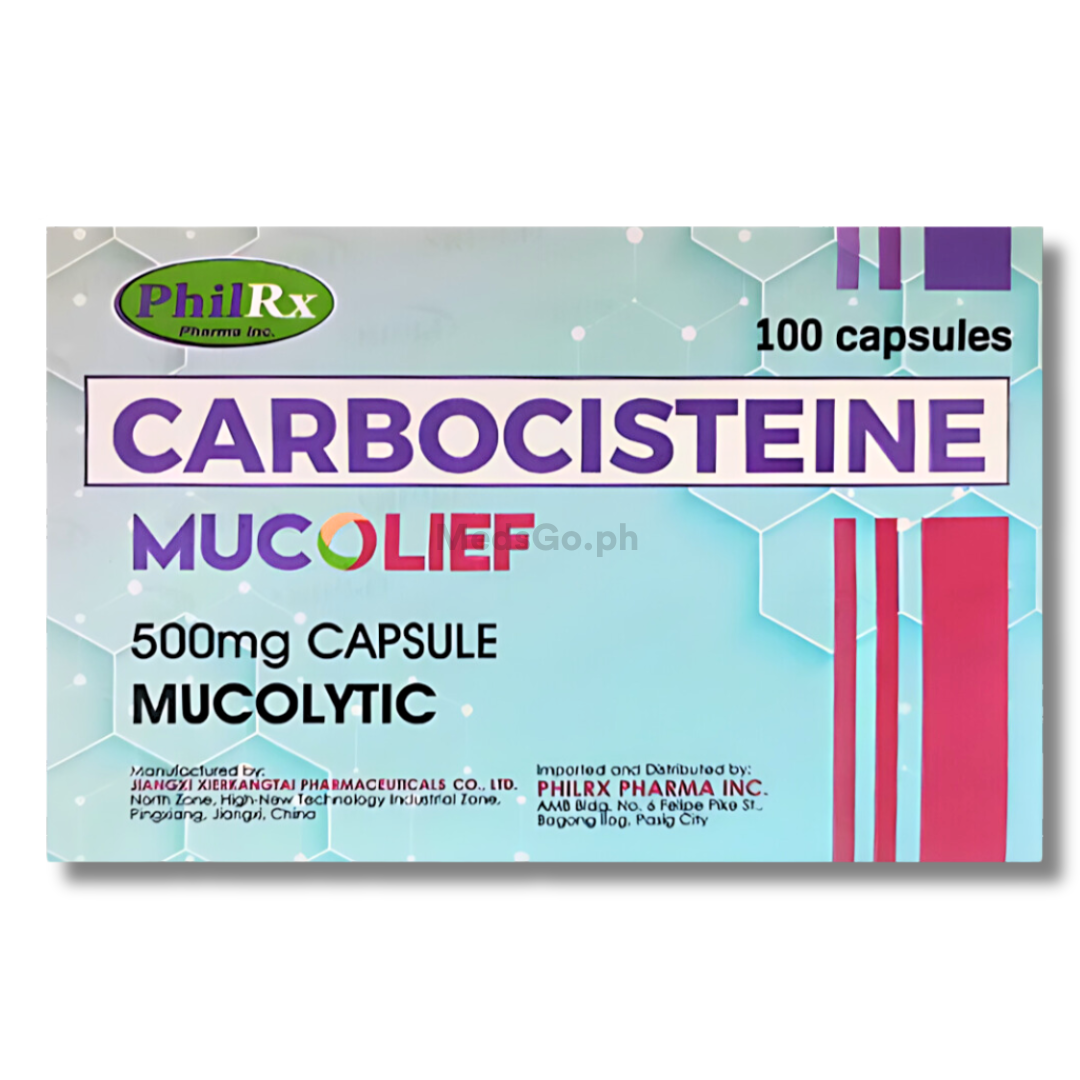 PhilRx
Pharma Inc.
100 capsules
CARBOCISTEINE
MUCOLIEF
MedsGo.ph
500mg CAPSULE
MUCOLYTIC
Manufactured by:
JIANGXI XIERKANGTAI PHARMACEUTICALS CO., LTD.
North Zone, High-New Technology Industrial Zone,
Pingxiang, Jiangxi, China
Imported and Distributed by:
PHILRX PHARMA INC.
AMB Bldg. No. 6 Felipe Pike St.,
Bagong Ilog, Pasig City